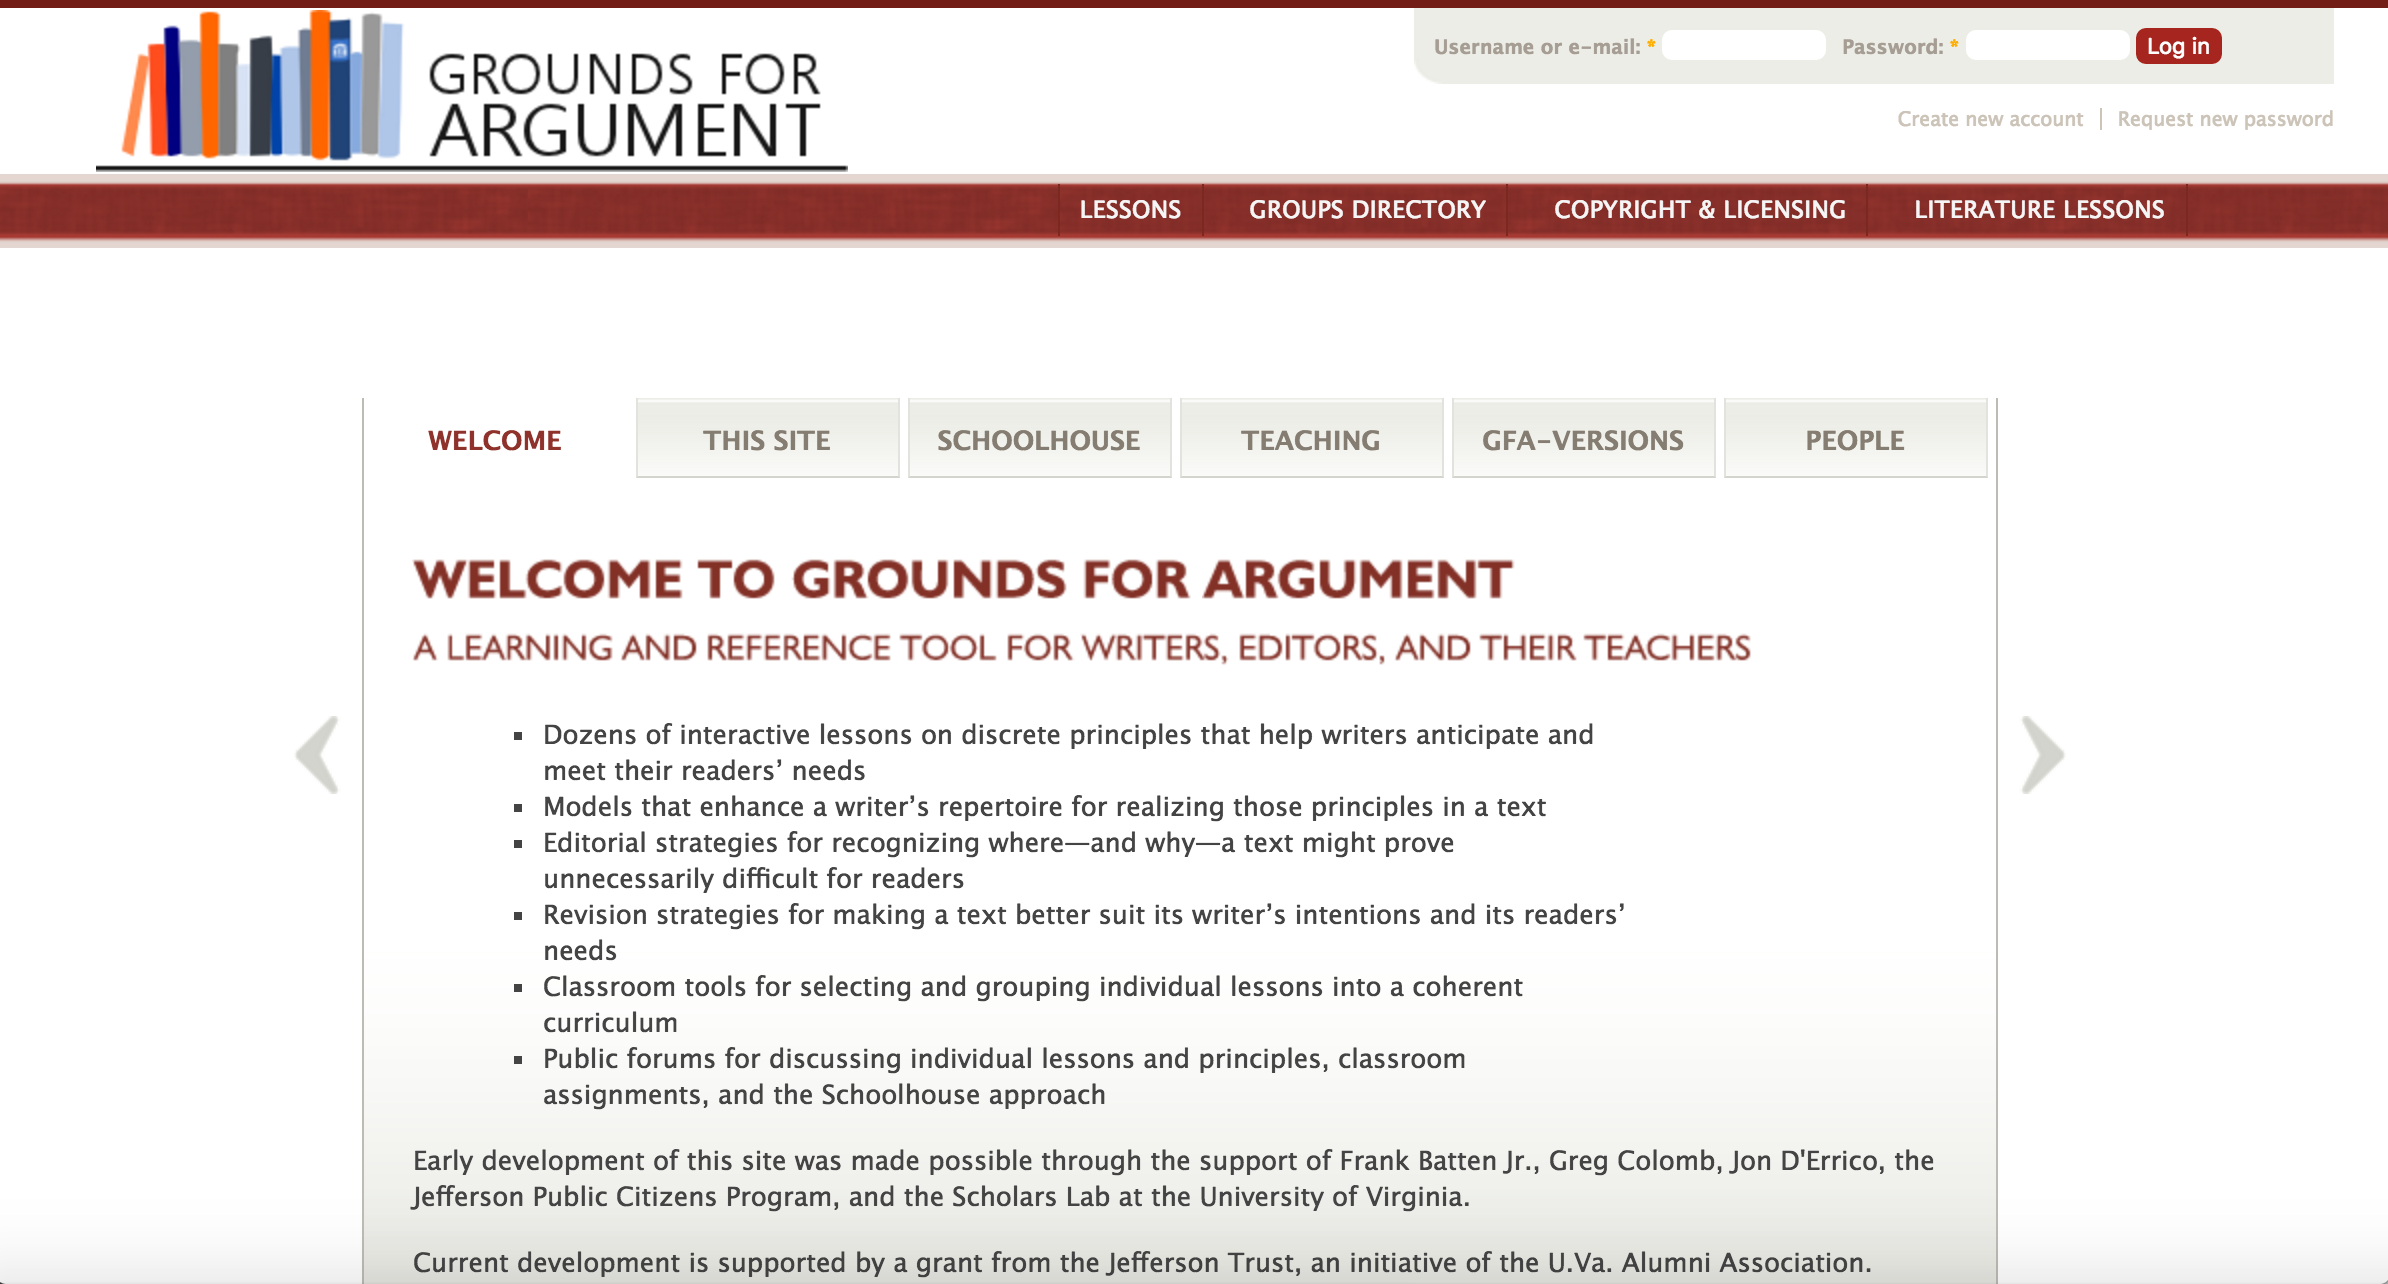 GROUNDS FOR
ARGUMENT
Username or e-mail: *
Password: *
Log in
Create new account
Request new password
LESSONS
GROUPS DIRECTORY
COPYRIGHT & LICENSING
LITERATURE LESSONS
WELCOME
THIS SITE
SCHOOLHOUSE
TEACHING
GFA-VERSIONS
PEOPLE
WELCOME TO GROUNDS FOR ARGUMENT
A LEARNING AND REFERENCE TOOL FOR WRITERS, EDITORS, AND THEIR TEACHERS
▪ Dozens of interactive lessons on discrete principles that help writers anticipate and
meet their readers’ needs
▪ Models that enhance a writer’s repertoire for realizing those principles in a text
▪ Editorial strategies for recognizing where—and why—a text might prove
unnecessarily difficult for readers
▪ Revision strategies for making a text better suit its writer’s intentions and its readers’
needs
▪ Classroom tools for selecting and grouping individual lessons into a coherent
curriculum
▪ Public forums for discussing individual lessons and principles, classroom
assignments, and the Schoolhouse approach
Early development of this site was made possible through the support of Frank Batten Jr., Greg Colomb, Jon D'Errico, the
Jefferson Public Citizens Program, and the Scholars Lab at the University of Virginia.
Current development is supported by a grant from the Jefferson Trust, an initiative of the U.Va. Alumni Association.